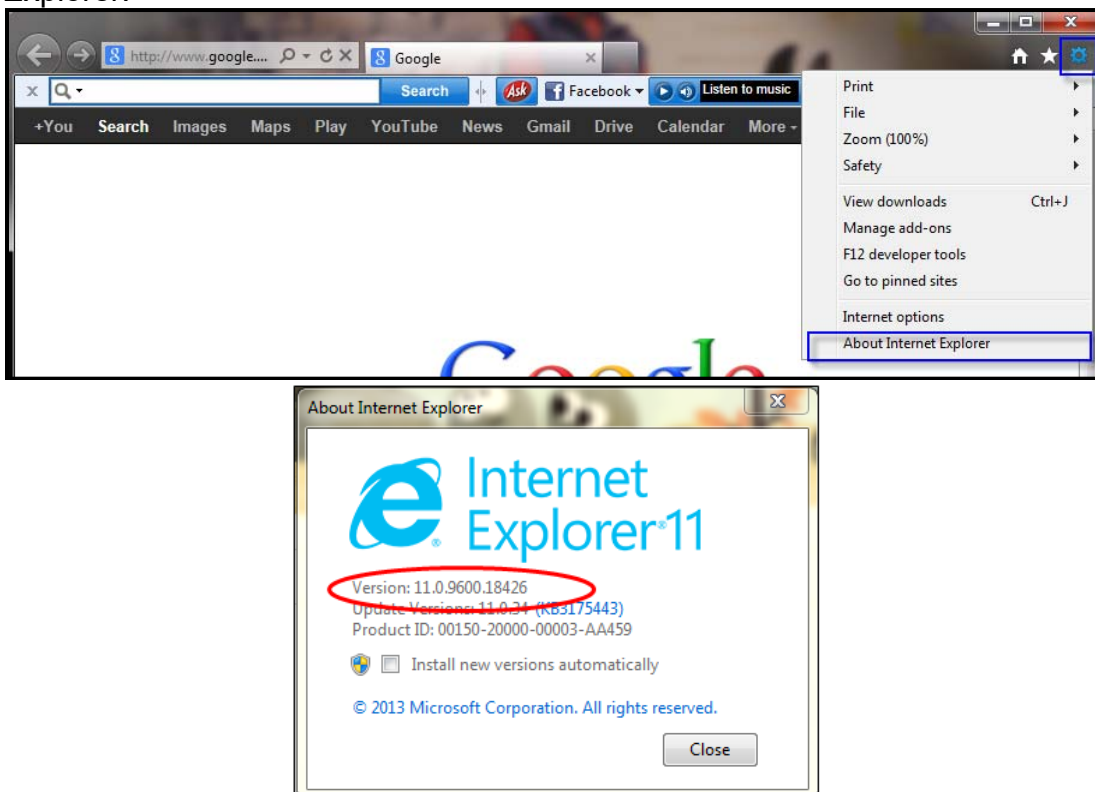 Explorer.
http://www.google.... Google
Search Ask Facebook Listen to music
+You Search Images Maps Play YouTube News Gmail Drive Calendar More
Print
File
Zoom (100%)
Safety
View downloads Ctrl+J
Manage add-ons
F12 developer tools
Go to pinned sites
Internet options
About Internet Explorer
Google
About Internet Explorer
Internet
Explorer®11
Version: 11.0.9600.18426
Update Versions: 11.0.34 (KB3175443)
Product ID: 00150-20000-00003-AA459
Install new versions automatically
© 2013 Microsoft Corporation. All rights reserved.
Close